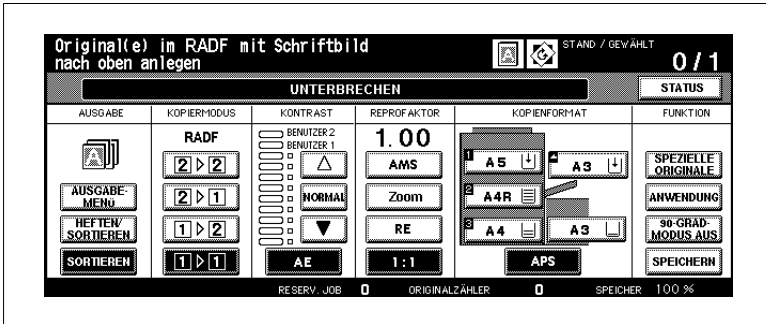 Original(e) im RADF mit Schriftbild
nach oben anlegen
STAND / GEWÄHLT
0/1
UNTERBRECHEN
STATUS
AUSGABE
KOPIERMODUS
KONTRAST
REPROFAKTOR
KOPIENFORMAT
FUNKTION
A
AUSGABE-
MENÜ
HEFTEN/
SORTIEREN
SORTIEREN
RADF
2 ▷ 2
2 ▷ 1
1 ▷ 2
1 ▷ 1
BENUTZER 2
BENUTZER 1
NORMAL
AE
1.00
AMS
Zoom
RE
1:1
1 A5
A3
2 A4R
3 A4
A3
APS
SPEZIELLE
ORIGINALE
ANWENDUNG
90-GRAD-
MODUS AUS
SPEICHERN
RESERV. JOB 0 ORIGINALZÄHLER 0 SPEICHER 100 %